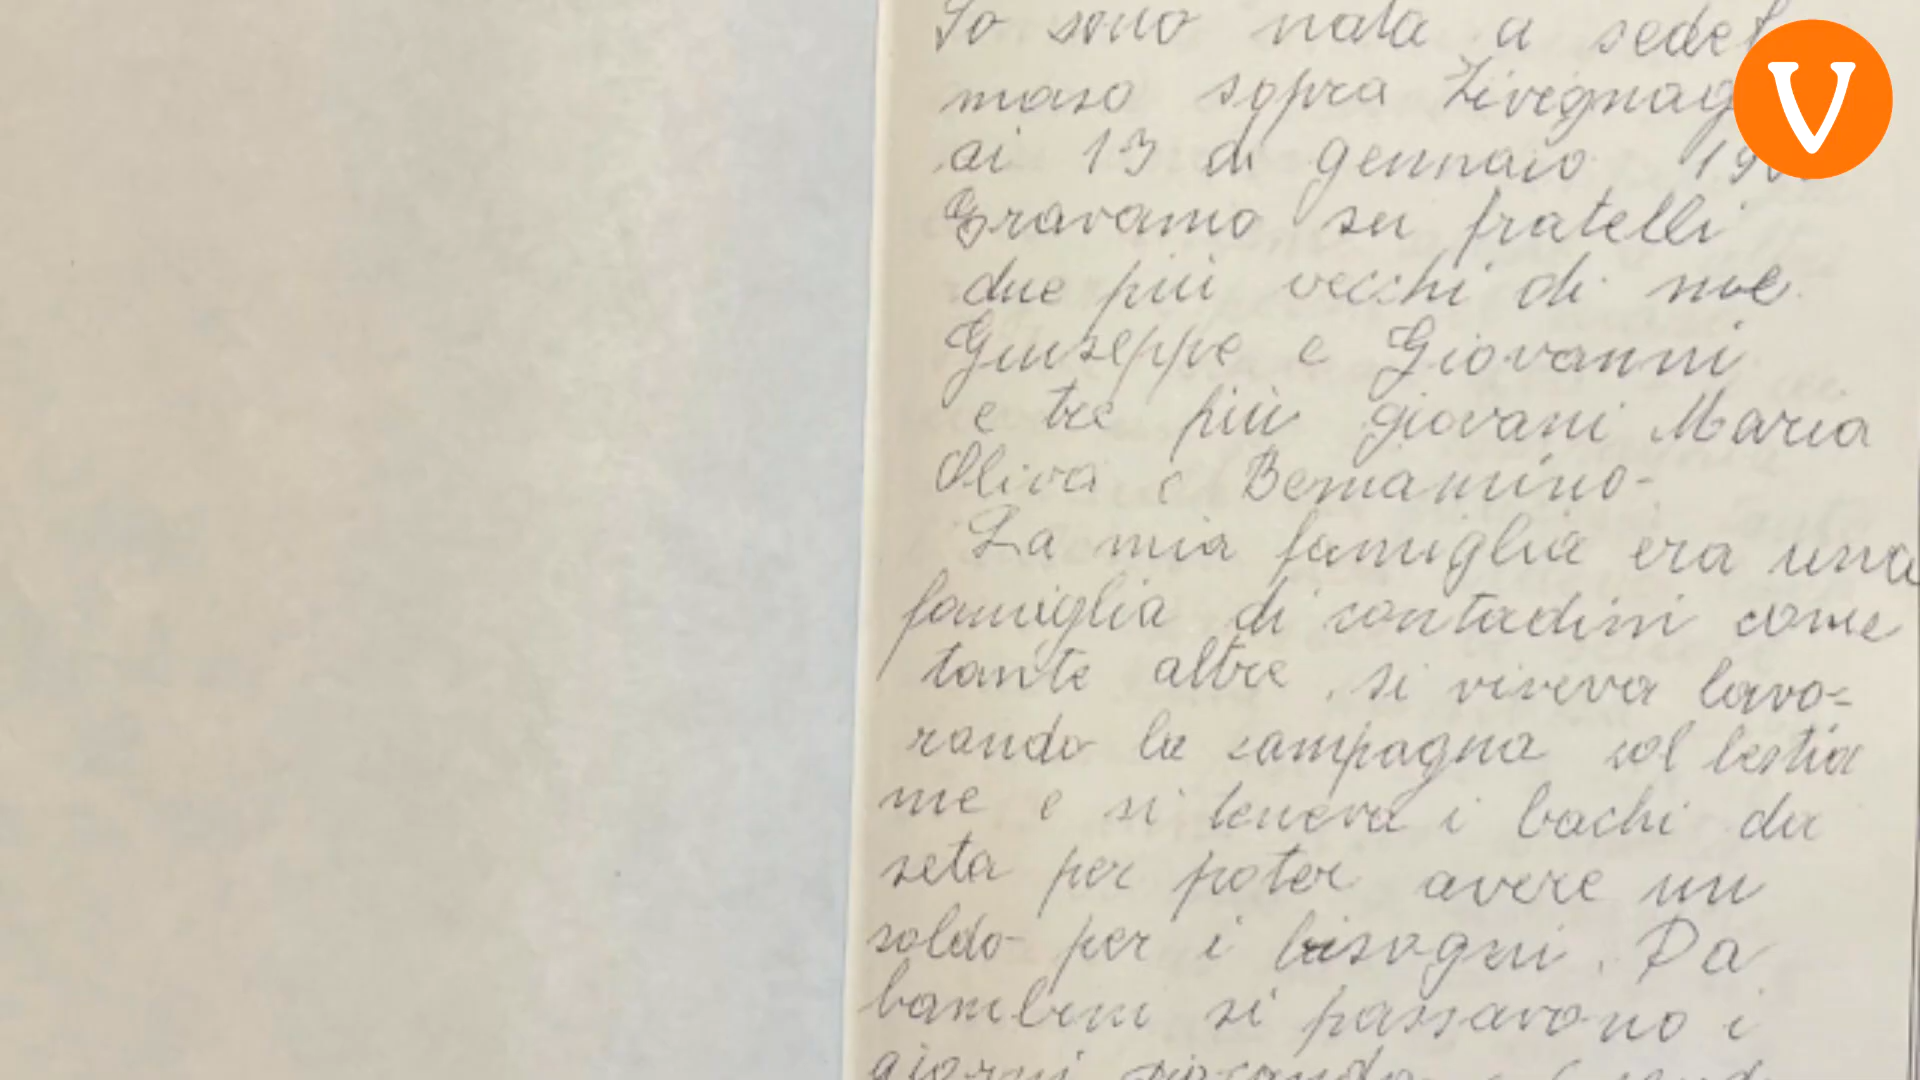 Io sono nata a
maso sopra
ai 13 di gennaio
Eravamo sei fratelli
due più vecchi di me
Giuseppe e Giovanni
e tre più giovani Maria
Oliva e Beniamino-
La mia famiglia era una
famiglia di contadini come
tante altre, si viveva lavo=
rando la campagna col bestia
me e si teneva i bachi da
seta per poter avere un
soldo per i bisogni. Da
bambini si passavono i
giorni giocando
V